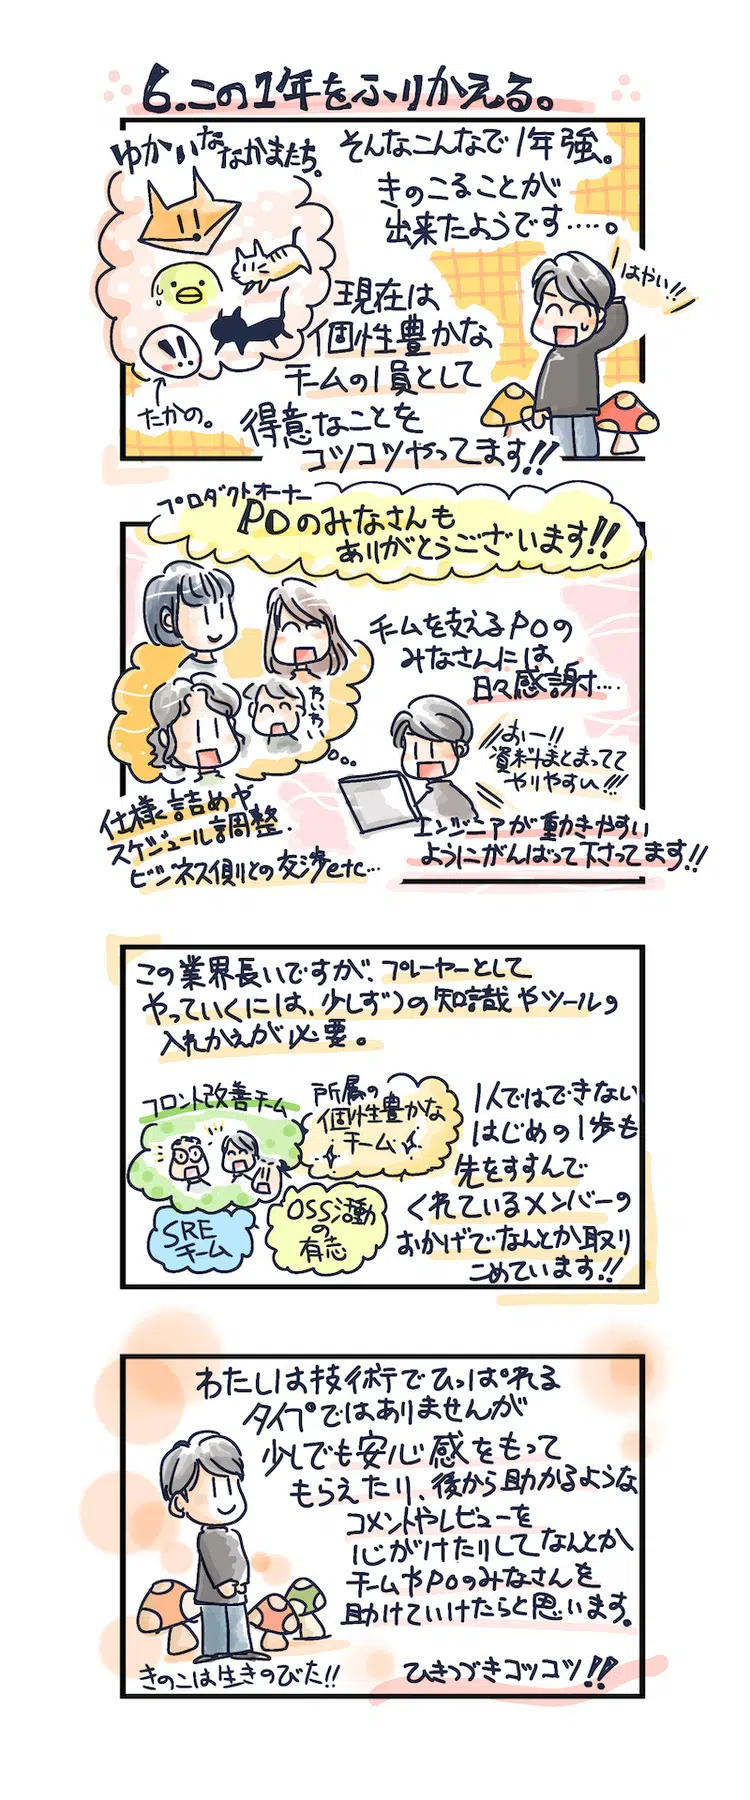 6.この1年をふりかえる。
ゆかいな
なかまたち。
そんなこんなで1年強。
きのこることが
出来たようです……。
はやい!!
現在は
個性豊かな
チームの1員として
得意なことを
コツコツやってます!!
たかの。
プロダクトオーナー
POのみなさんも
ありがとうございます!!
チームを支えるPOの
みなさんには
日々感謝…
わいわい
おー!!
資料まとまってて
やりやすい!!!
仕様詰めや
スケジュール調整.
ビジネス側との交渉etc…
エンジニアが動きやすい
ようにがんばって下さってます!!
この業界長いですが、プレーヤーとして
やっていくには、少しずつの知識やツールの
入れかえが必要。
フロント改善チーム
所属の
個性豊かな
チーム
SRE
チーム
OSS活動
の
有志
1人ではできない
はじめの1歩も
先をすすんで
くれているメンバーの
おかげでなんとか取り
こめています!!
わたしは技術でひっぱれる
タイプではありませんが
少しでも安心感をもって
もらえたり、後から助かるような
コメントやレビューを
心がけたりしてなんとか
チームやPOのみなさんを
助けていけたらと思います。
きのこは生きのびた!!
ひきつづきコツコツ!!